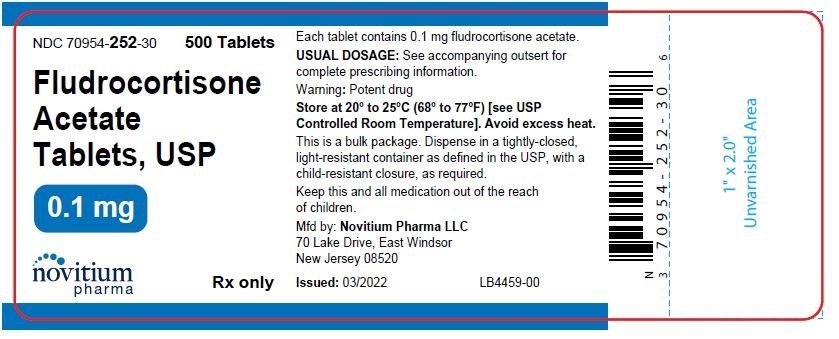 NDC 70954-252-30 500 Tablets
Fludrocortisone
Acetate
Tablets, USP
0.1 mg
novitium
pharma
Rx only
Each tablet contains 0.1 mg fludrocortisone acetate.
USUAL DOSAGE: See accompanying outsert for
complete prescribing information.
Warning: Potent drug
Store at 20º to 25ºC (68º to 77ºF) [see USP
Controlled Room Temperature]. Avoid excess heat.
This is a bulk package. Dispense in a tightly-closed,
light-resistant container as defined in the USP, with a
child-resistant closure, as required.
Keep this and all medication out of the reach
of children.
Mfd by: Novitium Pharma LLC
70 Lake Drive, East Windsor
New Jersey 08520
Issued: 03/2022 LB4459-00
N
3 70954-252-30 6
1" x 2.0"
Unvarnished Area